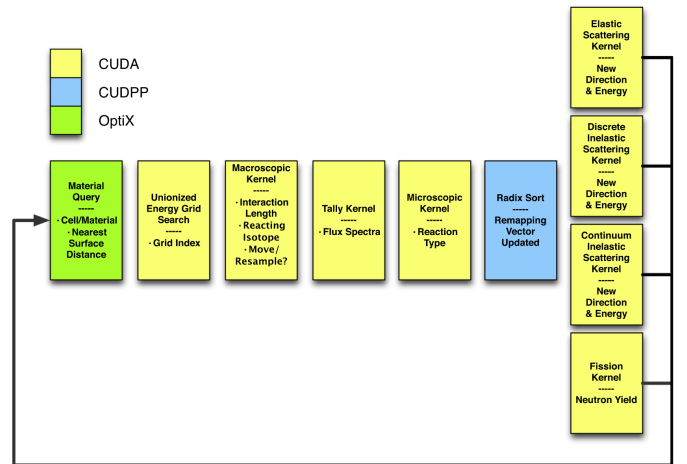 CUDA
CUDPP
OptiX
Material
Query
-----
· Cell/Material
· Nearest
Surface
Distance
Unionized
Energy Grid
Search
-----
· Grid Index
Macroscopic
Kernel
-----
· Interaction
Length
· Reacting
Isotope
· Move/
Resample?
Tally Kernel
-----
· Flux Spectra
Microscopic
Kernel
-----
· Reaction
Type
Radix Sort
-----
Remapping
Vector
Updated
Elastic
Scattering
Kernel
-----
New
Direction
& Energy
Discrete
Inelastic
Scattering
Kernel
-----
New
Direction
& Energy
Continuum
Inelastic
Scattering
Kernel
-----
New
Direction
& Energy
Fission
Kernel
-----
Neutron Yield